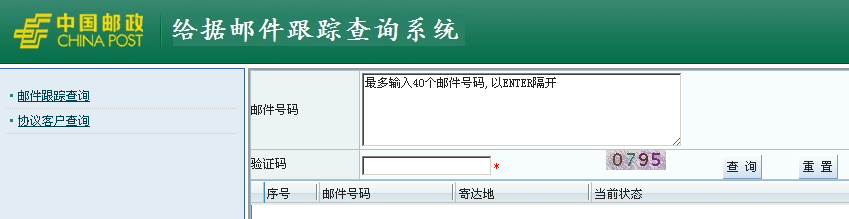 中国邮政
CHINA POST
给据邮件跟踪查询系统
邮件跟踪查询
协议客户查询
邮件号码
最多输入40个邮件号码,以ENTER隔开
验证码 * 0795 查 询 重 置
序号 邮件号码 寄达地 当前状态